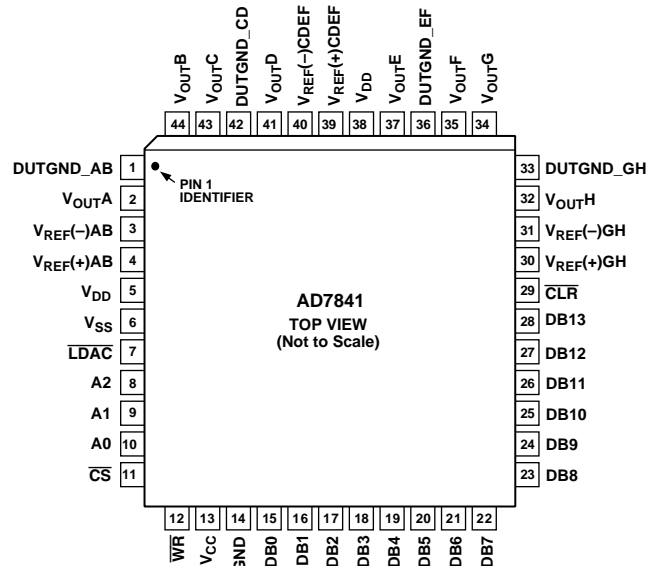 VOUTB
VOUTC
DUTGND_CD
VOUTD
VREF(–)CDEF
VREF(+)CDEF
VDD
VOUTE
DUTGND_EF
VOUTF
VOUTG
44 43 42 41 40 39 38 37 36 35 34
DUTGND_AB 1
VOUTA 2
VREF(–)AB 3
VREF(+)AB 4
VDD 5
VSS 6
LDAC 7
A2 8
A1 9
A0 10
CS 11
PIN 1
IDENTIFIER
AD7841
TOP VIEW
(Not to Scale)
33 DUTGND_GH
32 VOUTH
31 VREF(–)GH
30 VREF(+)GH
29 CLR
28 DB13
27 DB12
26 DB11
25 DB10
24 DB9
23 DB8
12 13 14 15 16 17 18 19 20 21 22
WR
VCC
GND
DB0
DB1
DB2
DB3
DB4
DB5
DB6
DB7